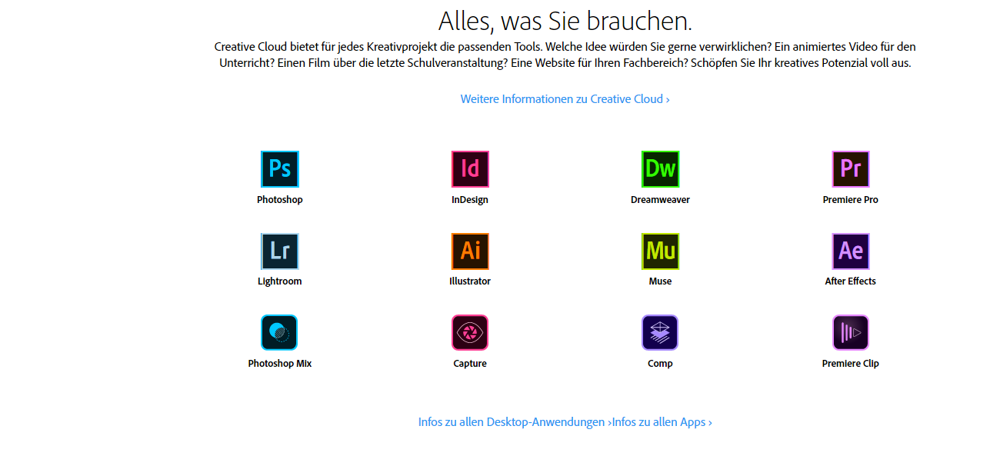 Alles, was Sie brauchen.
Creative Cloud bietet für jedes Kreativprojekt die passenden Tools. Welche Idee würden Sie gerne verwirklichen? Ein animiertes Video für den
Unterricht? Einen Film über die letzte Schulveranstaltung? Eine Website für Ihren Fachbereich? Schöpfen Sie Ihr kreatives Potenzial voll aus.
Weitere Informationen zu Creative Cloud ›
Ps Id Dw Pr
Photoshop InDesign Dreamweaver Premiere Pro
Lr Ai Mu Ae
Lightroom Illustrator Muse After Effects
Photoshop Mix Capture Comp Premiere Clip
Infos zu allen Desktop-Anwendungen ›Infos zu allen Apps ›